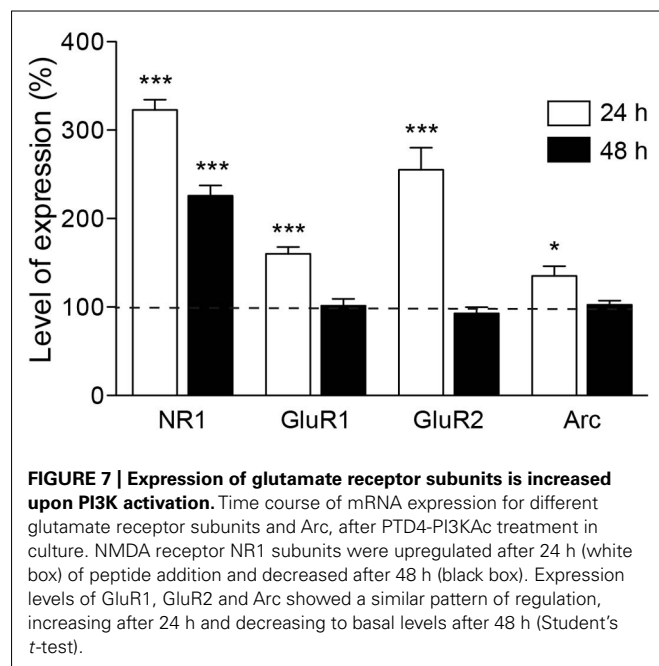 400
300
200
100
0
Level of expression (%)
***
***
***
***
*
24 h
48 h
NR1 GluR1 GluR2 Arc
FIGURE 7 | Expression of glutamate receptor subunits is increased
upon PI3K activation. Time course of mRNA expression for different
glutamate receptor subunits and Arc, after PTD4-PI3KAc treatment in
culture. NMDA receptor NR1 subunits were upregulated after 24 h (white
box) of peptide addition and decreased after 48 h (black box). Expression
levels of GluR1, GluR2 and Arc showed a similar pattern of regulation,
increasing after 24 h and decreasing to basal levels after 48 h (Student's
t-test).